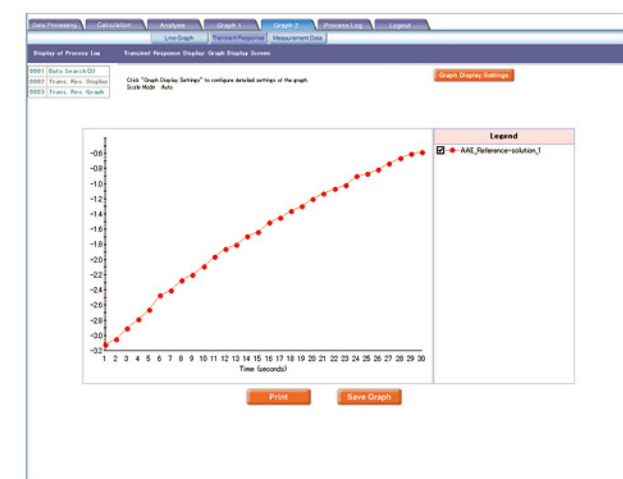 Data Processing Calculation Analysis Graph 1 Graph 2 Process Log Logout
Line Graph Transient Response Measurement Data
Display of Process Log Transient Response Display Graph Display Screen
0001 Data Search(3)
0002 Trans. Res. Display
0003 Trans. Res. Graph
Click "Graph Display Settings" to configure detailed settings of the graph.
Scale Mode Auto
Graph Display Settings
Legend
AAE_Reference-solution_1
-0.6
-0.8
-1.0
-1.2
-1.4
-1.6
-1.8
-2.0
-2.2
-2.4
-2.6
-2.8
-3.0
-3.2
1 2 3 4 5 6 7 8 9 10 11 12 13 14 15 16 17 18 19 20 21 22 23 24 25 26 27 28 29 30
Time (seconds)
Print Save Graph